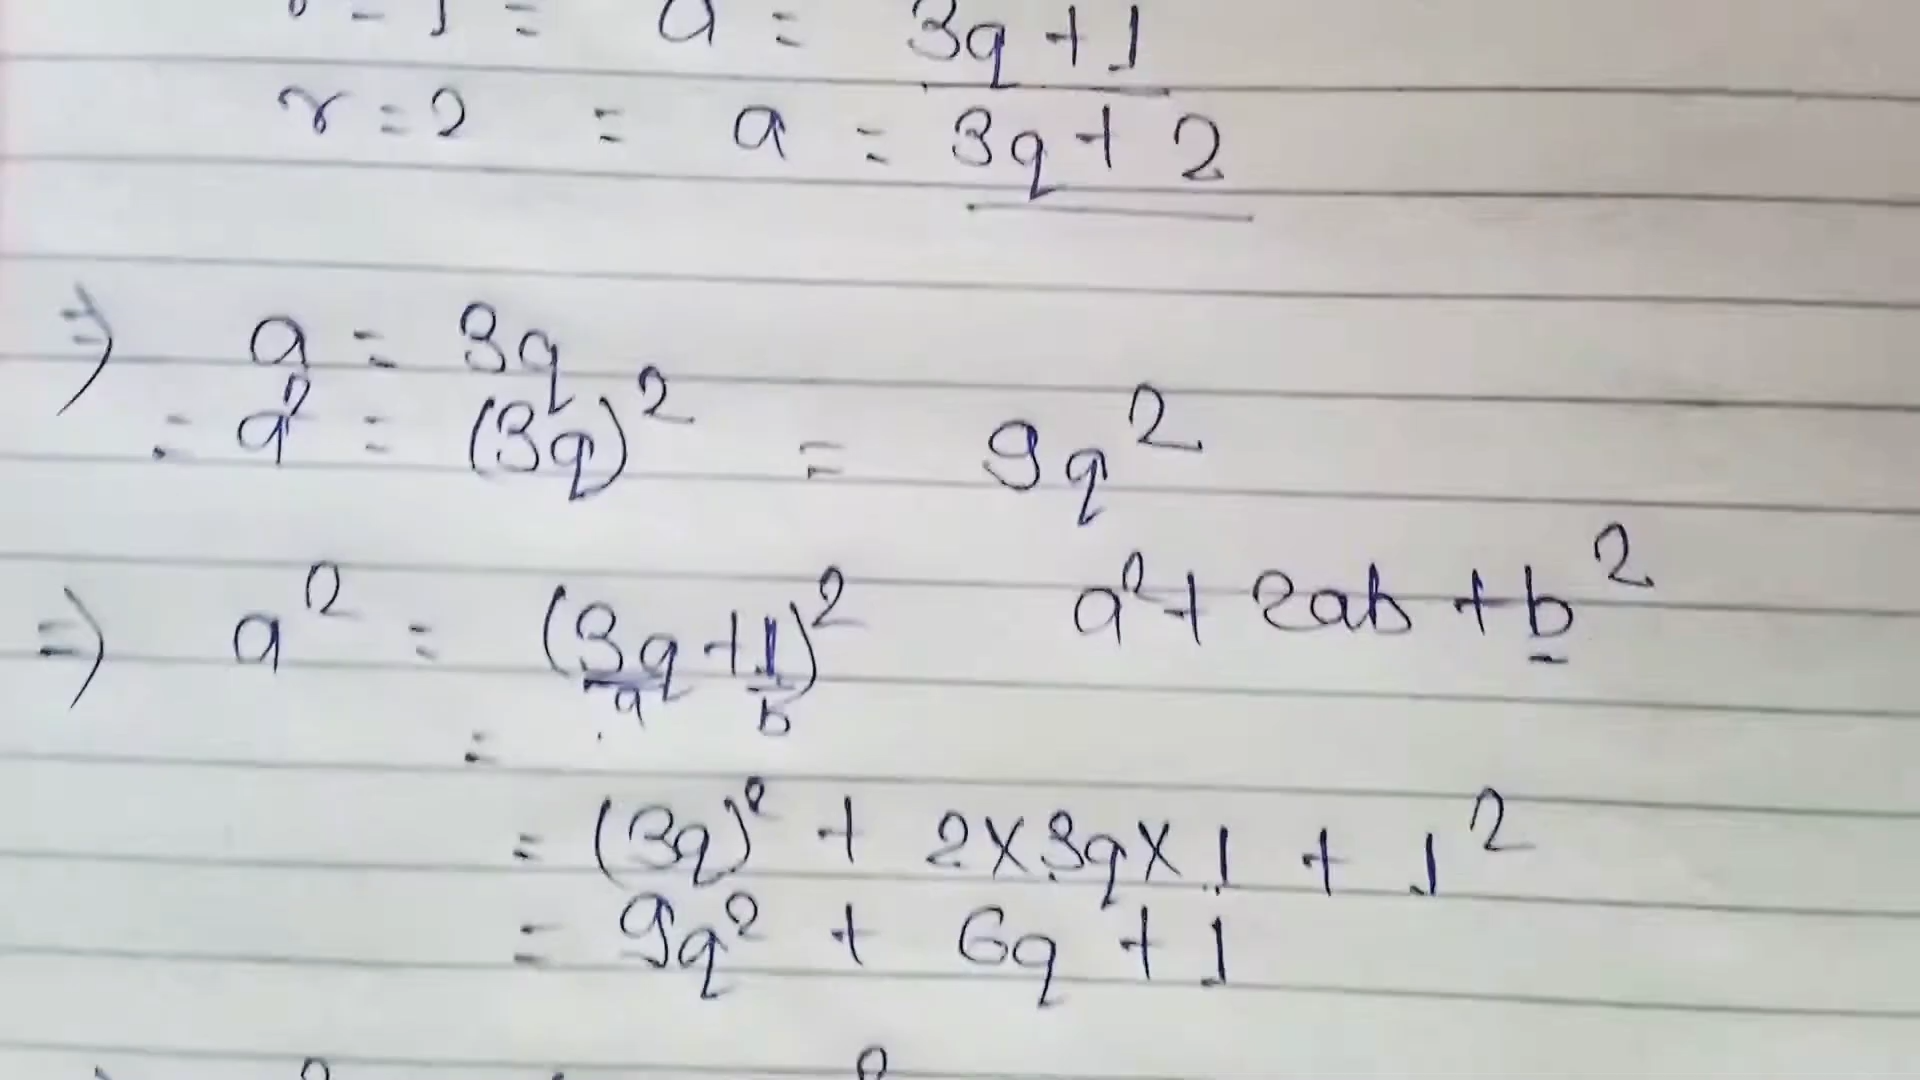 = a = 3q + 1
r = 2 = a = 3q + 2
⇒ a = 3q
= a² = (3q)² = 9q²
⇒ a² = (3q + 1)² a² + 2ab + b²
a b
=
= (3q)² + 2 × 3q × 1 + 1²
= 9q² + 6q + 1